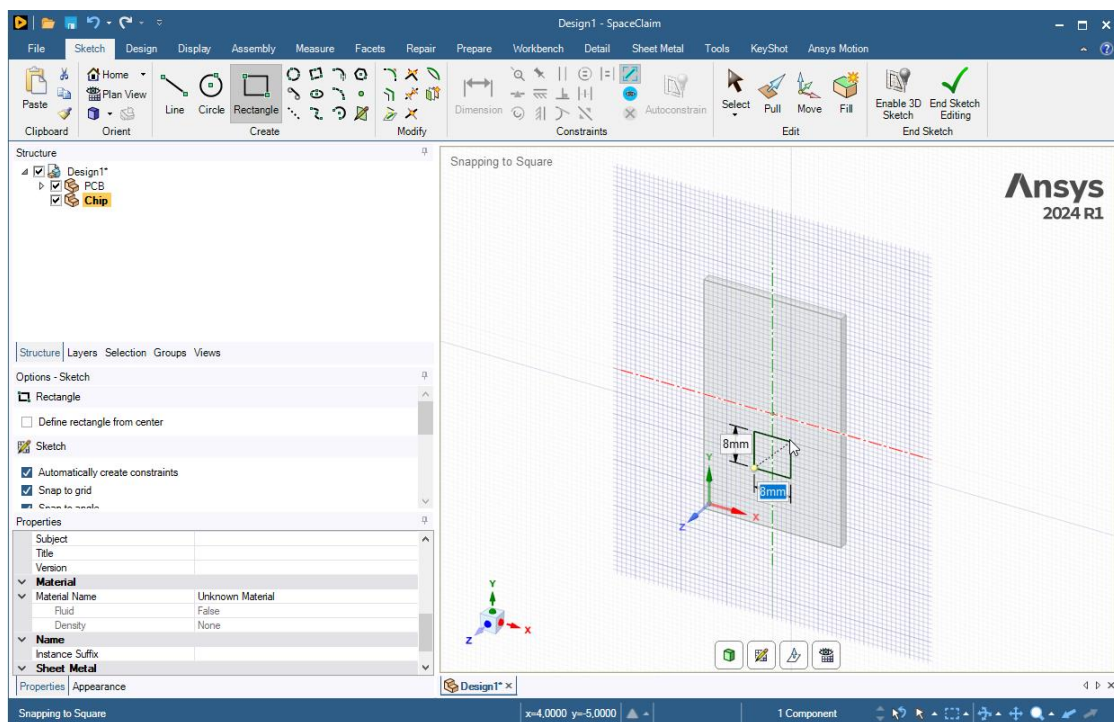 Design1 - SpaceClaim
File Sketch Design Display Assembly Measure Facets Repair Prepare Workbench Detail Sheet Metal Tools KeyShot Ansys Motion
Paste
Clipboard
Home
Plan View
Orient
Line Circle Rectangle
Create
Modify
Dimension
Autoconstrain
Constraints
Select Pull Move Fill
Edit
Enable 3D Sketch
End Sketch Editing
End Sketch
Structure
Design1*
PCB
Chip
Structure Layers Selection Groups Views
Options - Sketch
Rectangle
Define rectangle from center
Sketch
Automatically create constraints
Snap to grid
Snap to angle
Properties
Subject
Title
Version
Material
Material Name Unknown Material
Fluid False
Density None
Name
Instance Suffix
Sheet Metal
Properties Appearance
Snapping to Square
Ansys
2024 R1
8mm
Y
8mm
X
Z
Y
X
Z
Design1*
Snapping to Square
x=4,0000 y=-5,0000
1 Component